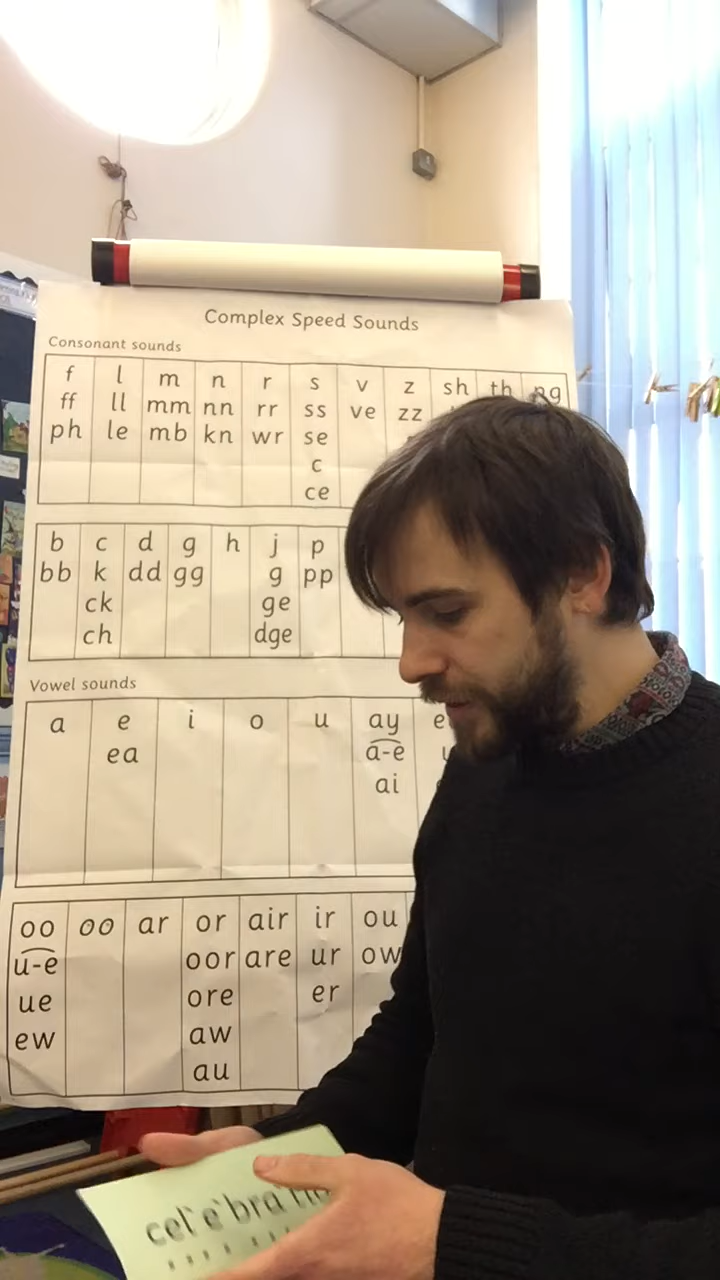 Complex Speed Sounds
Consonant sounds
f l m n r s v z sh th ng
ff ll mm nn rr ss ve zz
ph le mb kn wr se
c
ce
b c d g h j p
bb k dd gg g pp
ck ge
ch dge
Vowel sounds
a e i o u ay e
ea a-e
ai
oo oo ar or air ir ou
u-e oor are ur ow
ue ore er
ew aw
au
cel`e`bra